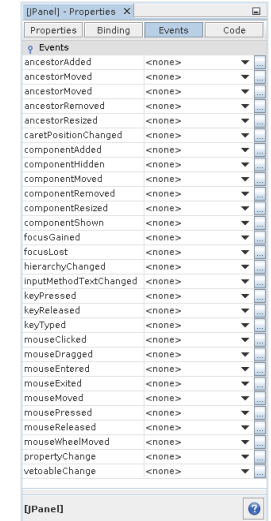 [JPanel] - Properties ×
Properties Binding Events Code
Events
ancestorAdded <none> ...
ancestorMoved <none> ...
ancestorMoved <none> ...
ancestorRemoved <none> ...
ancestorResized <none> ...
caretPositionChanged <none> ...
componentAdded <none> ...
componentHidden <none> ...
componentMoved <none> ...
componentRemoved <none> ...
componentResized <none> ...
componentShown <none> ...
focusGained <none> ...
focusLost <none> ...
hierarchyChanged <none> ...
inputMethodTextChanged <none> ...
keyPressed <none> ...
keyReleased <none> ...
keyTyped <none> ...
mouseClicked <none> ...
mouseDragged <none> ...
mouseEntered <none> ...
mouseExited <none> ...
mouseMoved <none> ...
mousePressed <none> ...
mouseReleased <none> ...
mouseWheelMoved <none> ...
propertyChange <none> ...
vetoableChange <none> ...
[JPanel] ?